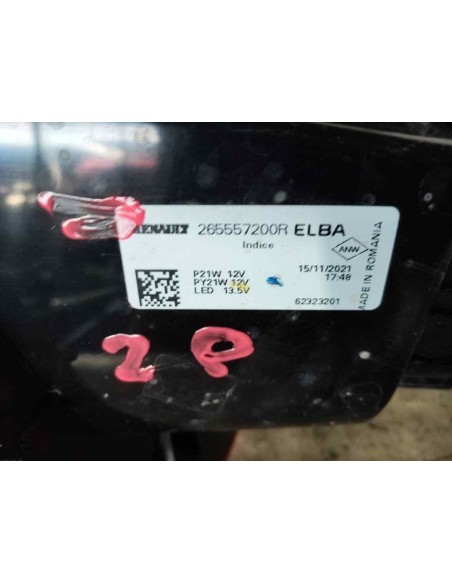 RENAULT 265557200R ELBA
Indice
ANW
P21W 12V
PY21W 12V
LED 13.5V
15/11/2021
17:48
62323201
MADE IN ROMANIA
2P